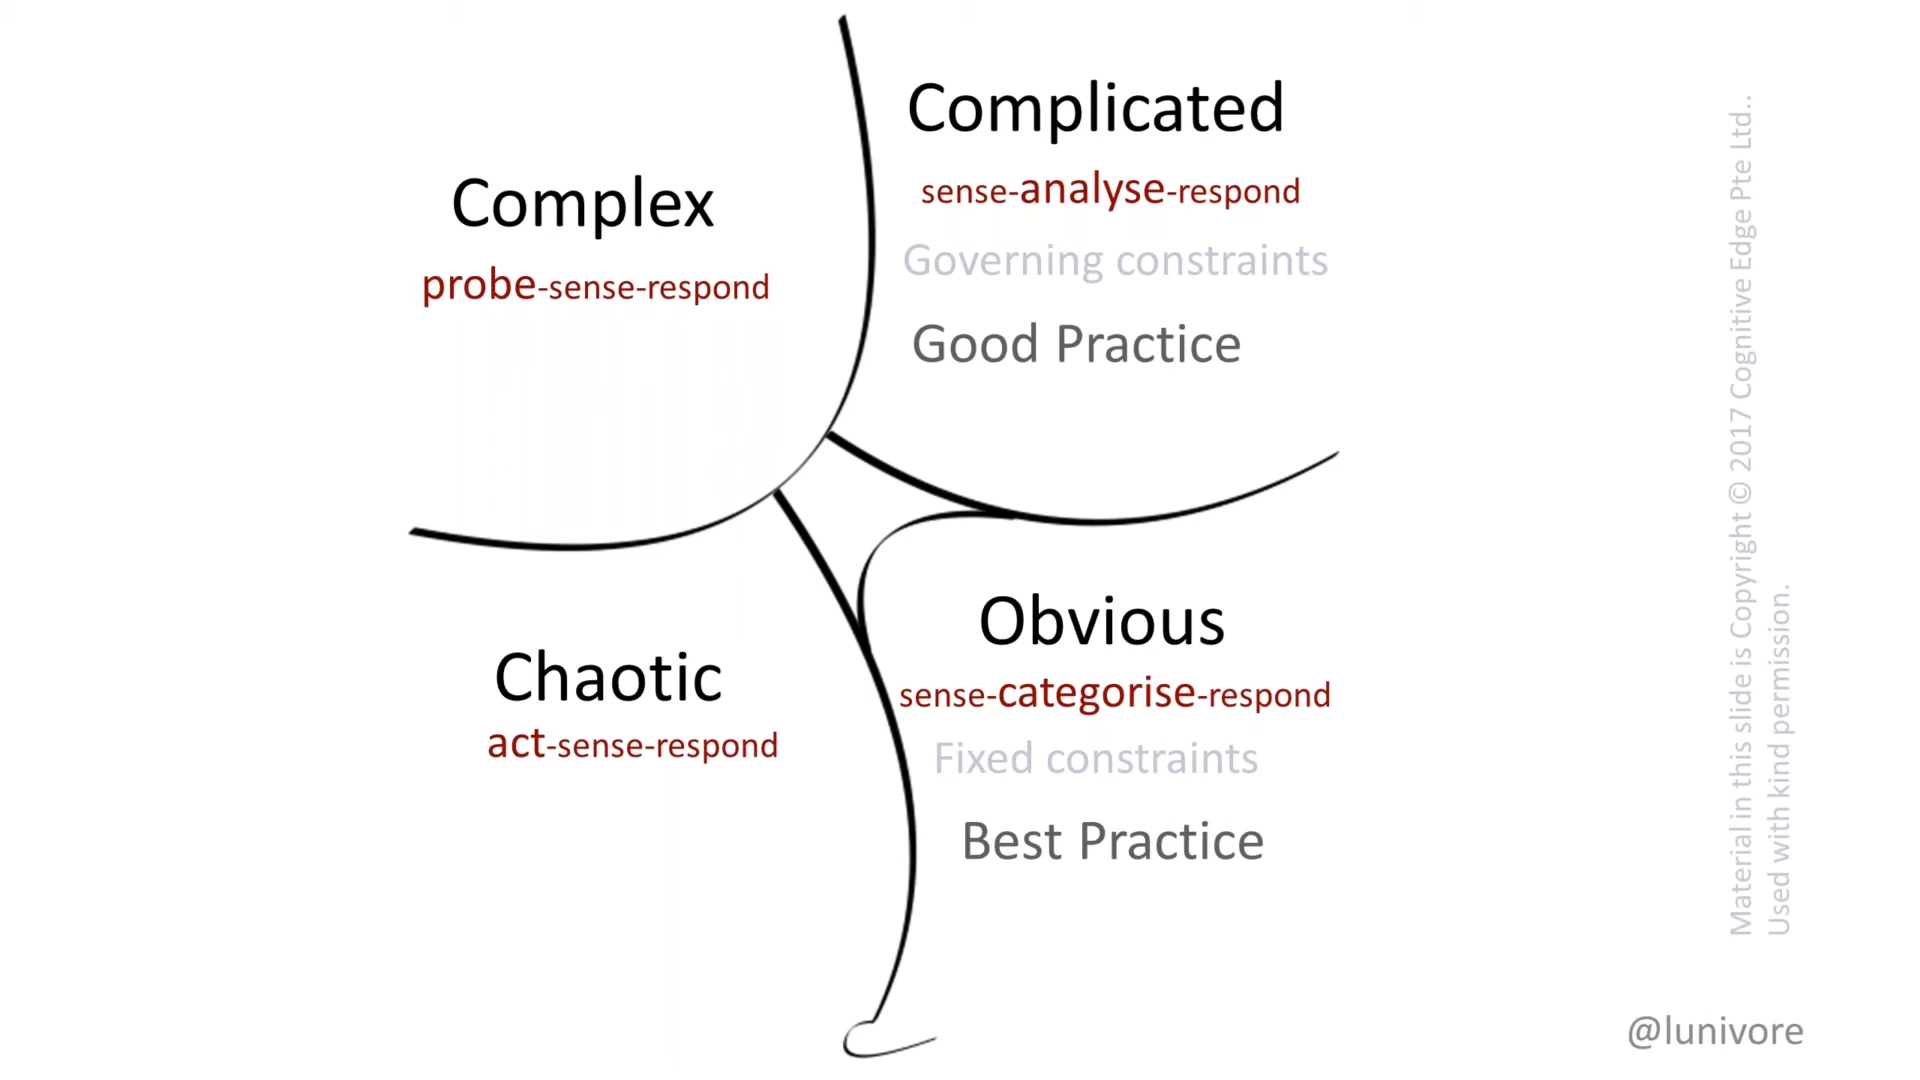 Complex
probe-sense-respond
Complicated
sense-analyse-respond
Governing constraints
Good Practice
Chaotic
act-sense-respond
Obvious
sense-categorise-respond
Fixed constraints
Best Practice
Material in this slide is Copyright © 2017 Cognitive Edge Pte Ltd..
Used with kind permission.
@lunivore